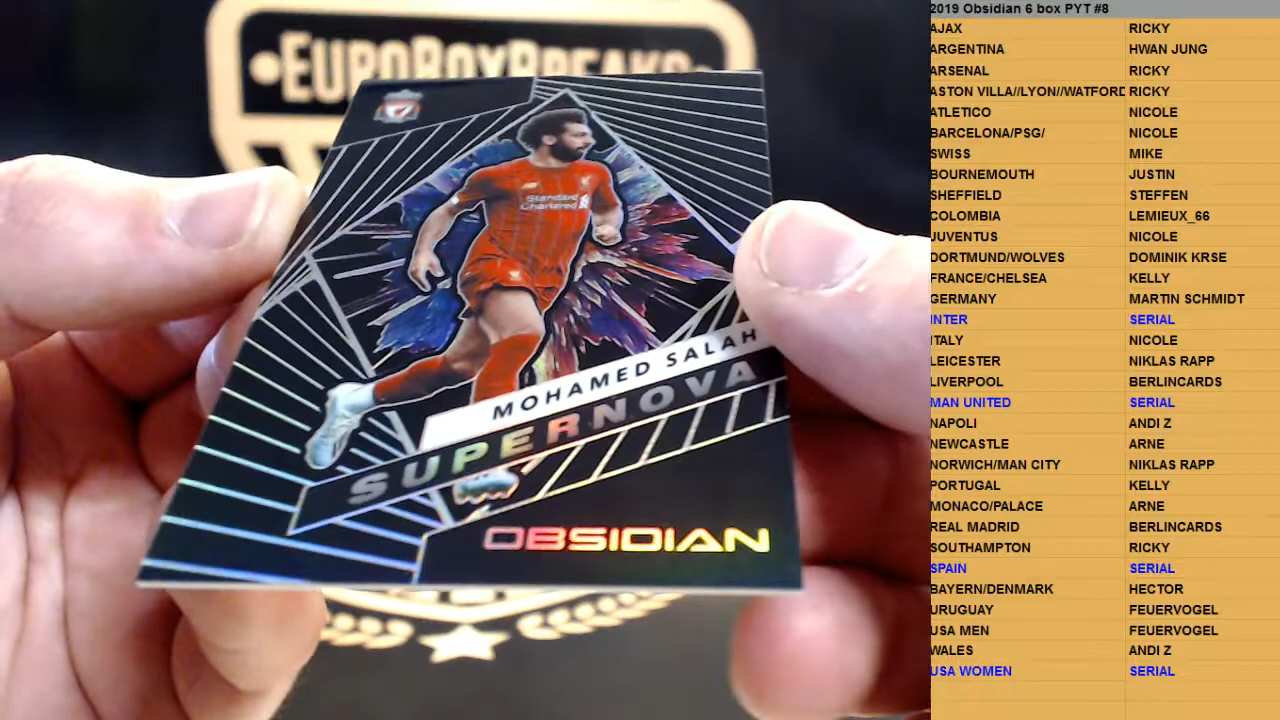 EUROBOXBREAKS
Standard
Chartered
MOHAMED SALAH
SUPERNOVA
OBSIDIAN
2019 Obsidian 6 box PYT #8
AJAX RICKY
ARGENTINA HWAN JUNG
ARSENAL RICKY
ASTON VILLA//LYON//WATFORD RICKY
ATLETICO NICOLE
BARCELONA/PSG/ NICOLE
SWISS MIKE
BOURNEMOUTH JUSTIN
SHEFFIELD STEFFEN
COLOMBIA LEMIEUX_66
JUVENTUS NICOLE
DORTMUND/WOLVES DOMINIK KRSE
FRANCE/CHELSEA KELLY
GERMANY MARTIN SCHMIDT
INTER SERIAL
ITALY NICOLE
LEICESTER NIKLAS RAPP
LIVERPOOL BERLINCARDS
MAN UNITED SERIAL
NAPOLI ANDI Z
NEWCASTLE ARNE
NORWICH/MAN CITY NIKLAS RAPP
PORTUGAL KELLY
MONACO/PALACE ARNE
REAL MADRID BERLINCARDS
SOUTHAMPTON RICKY
SPAIN SERIAL
BAYERN/DENMARK HECTOR
URUGUAY FEUERVOGEL
USA MEN FEUERVOGEL
WALES ANDI Z
USA WOMEN SERIAL